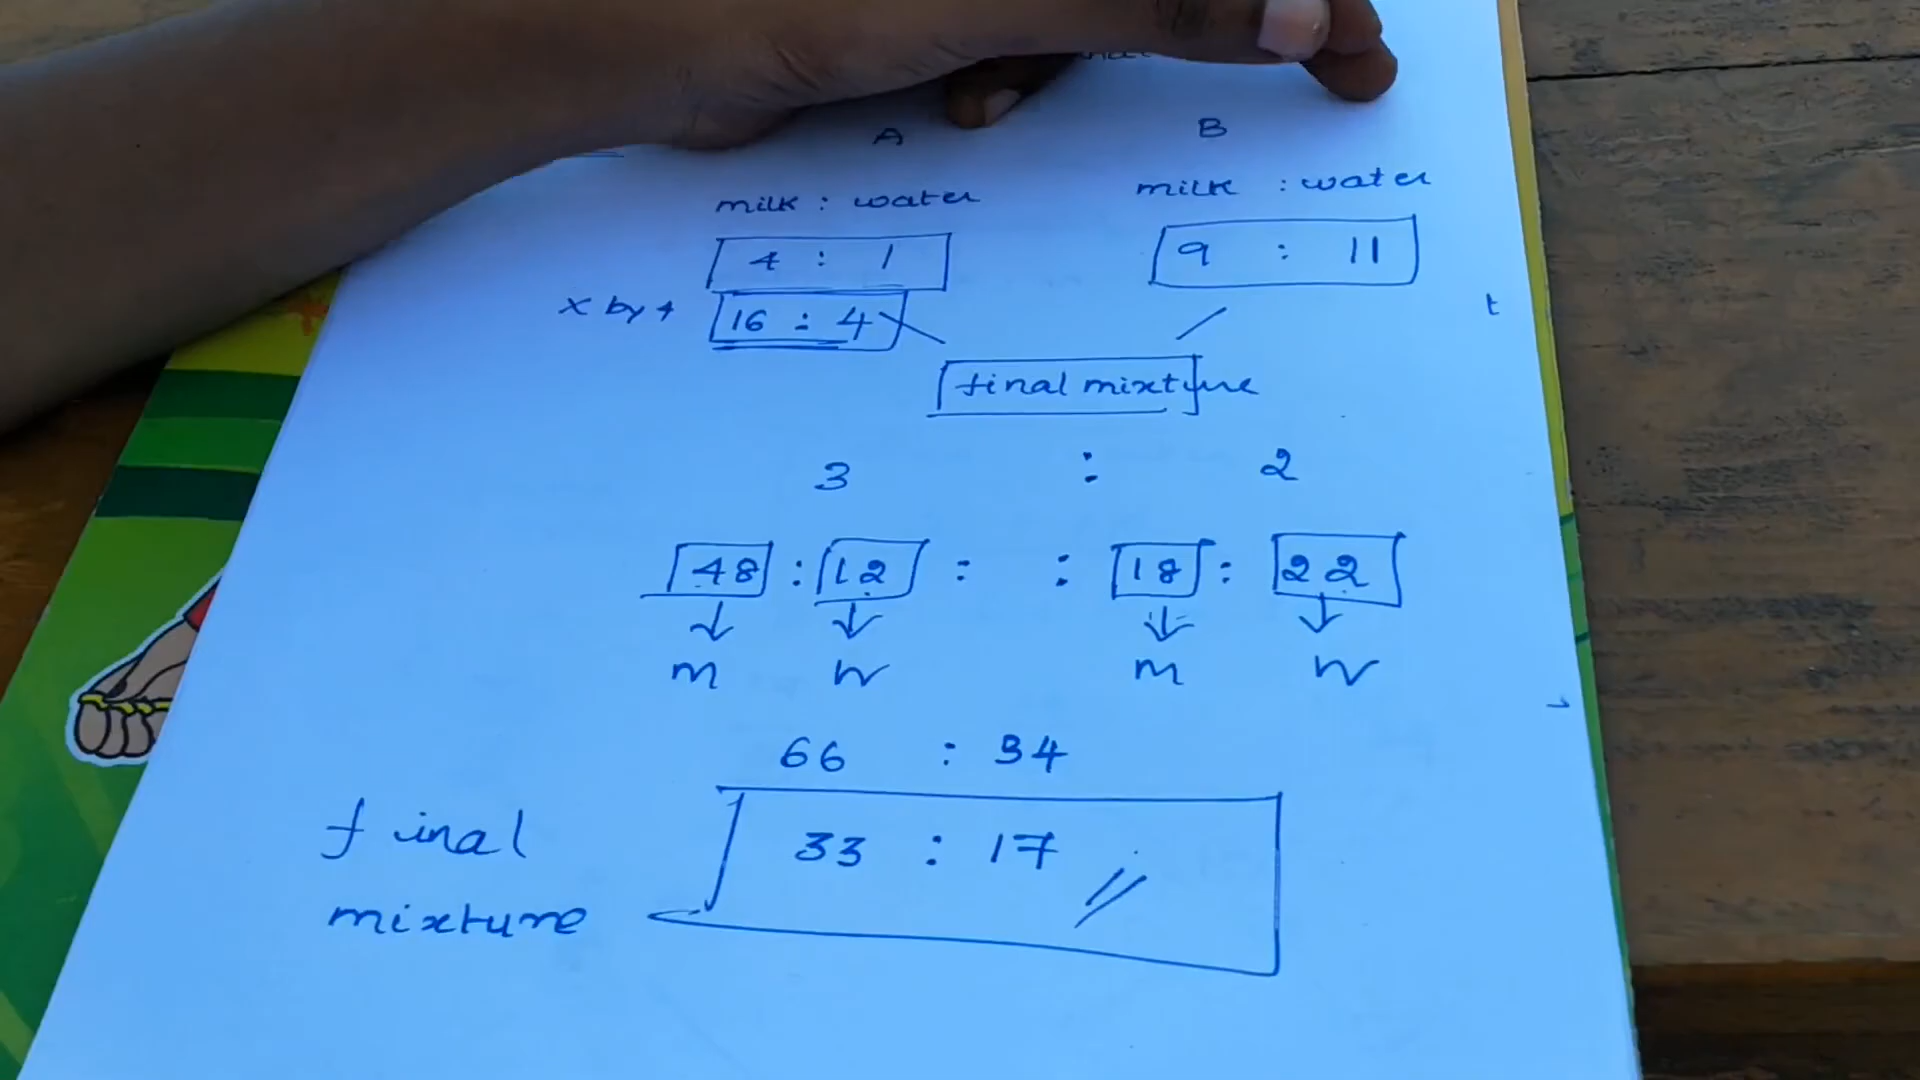 A B
milk : water milk : water
4 : 1 9 : 11
x by 4 16 : 4 t
final mixture
3 : 2
48 : 12 : : 18 : 22
m w m w
66 : 34
33 : 17
final
mixture